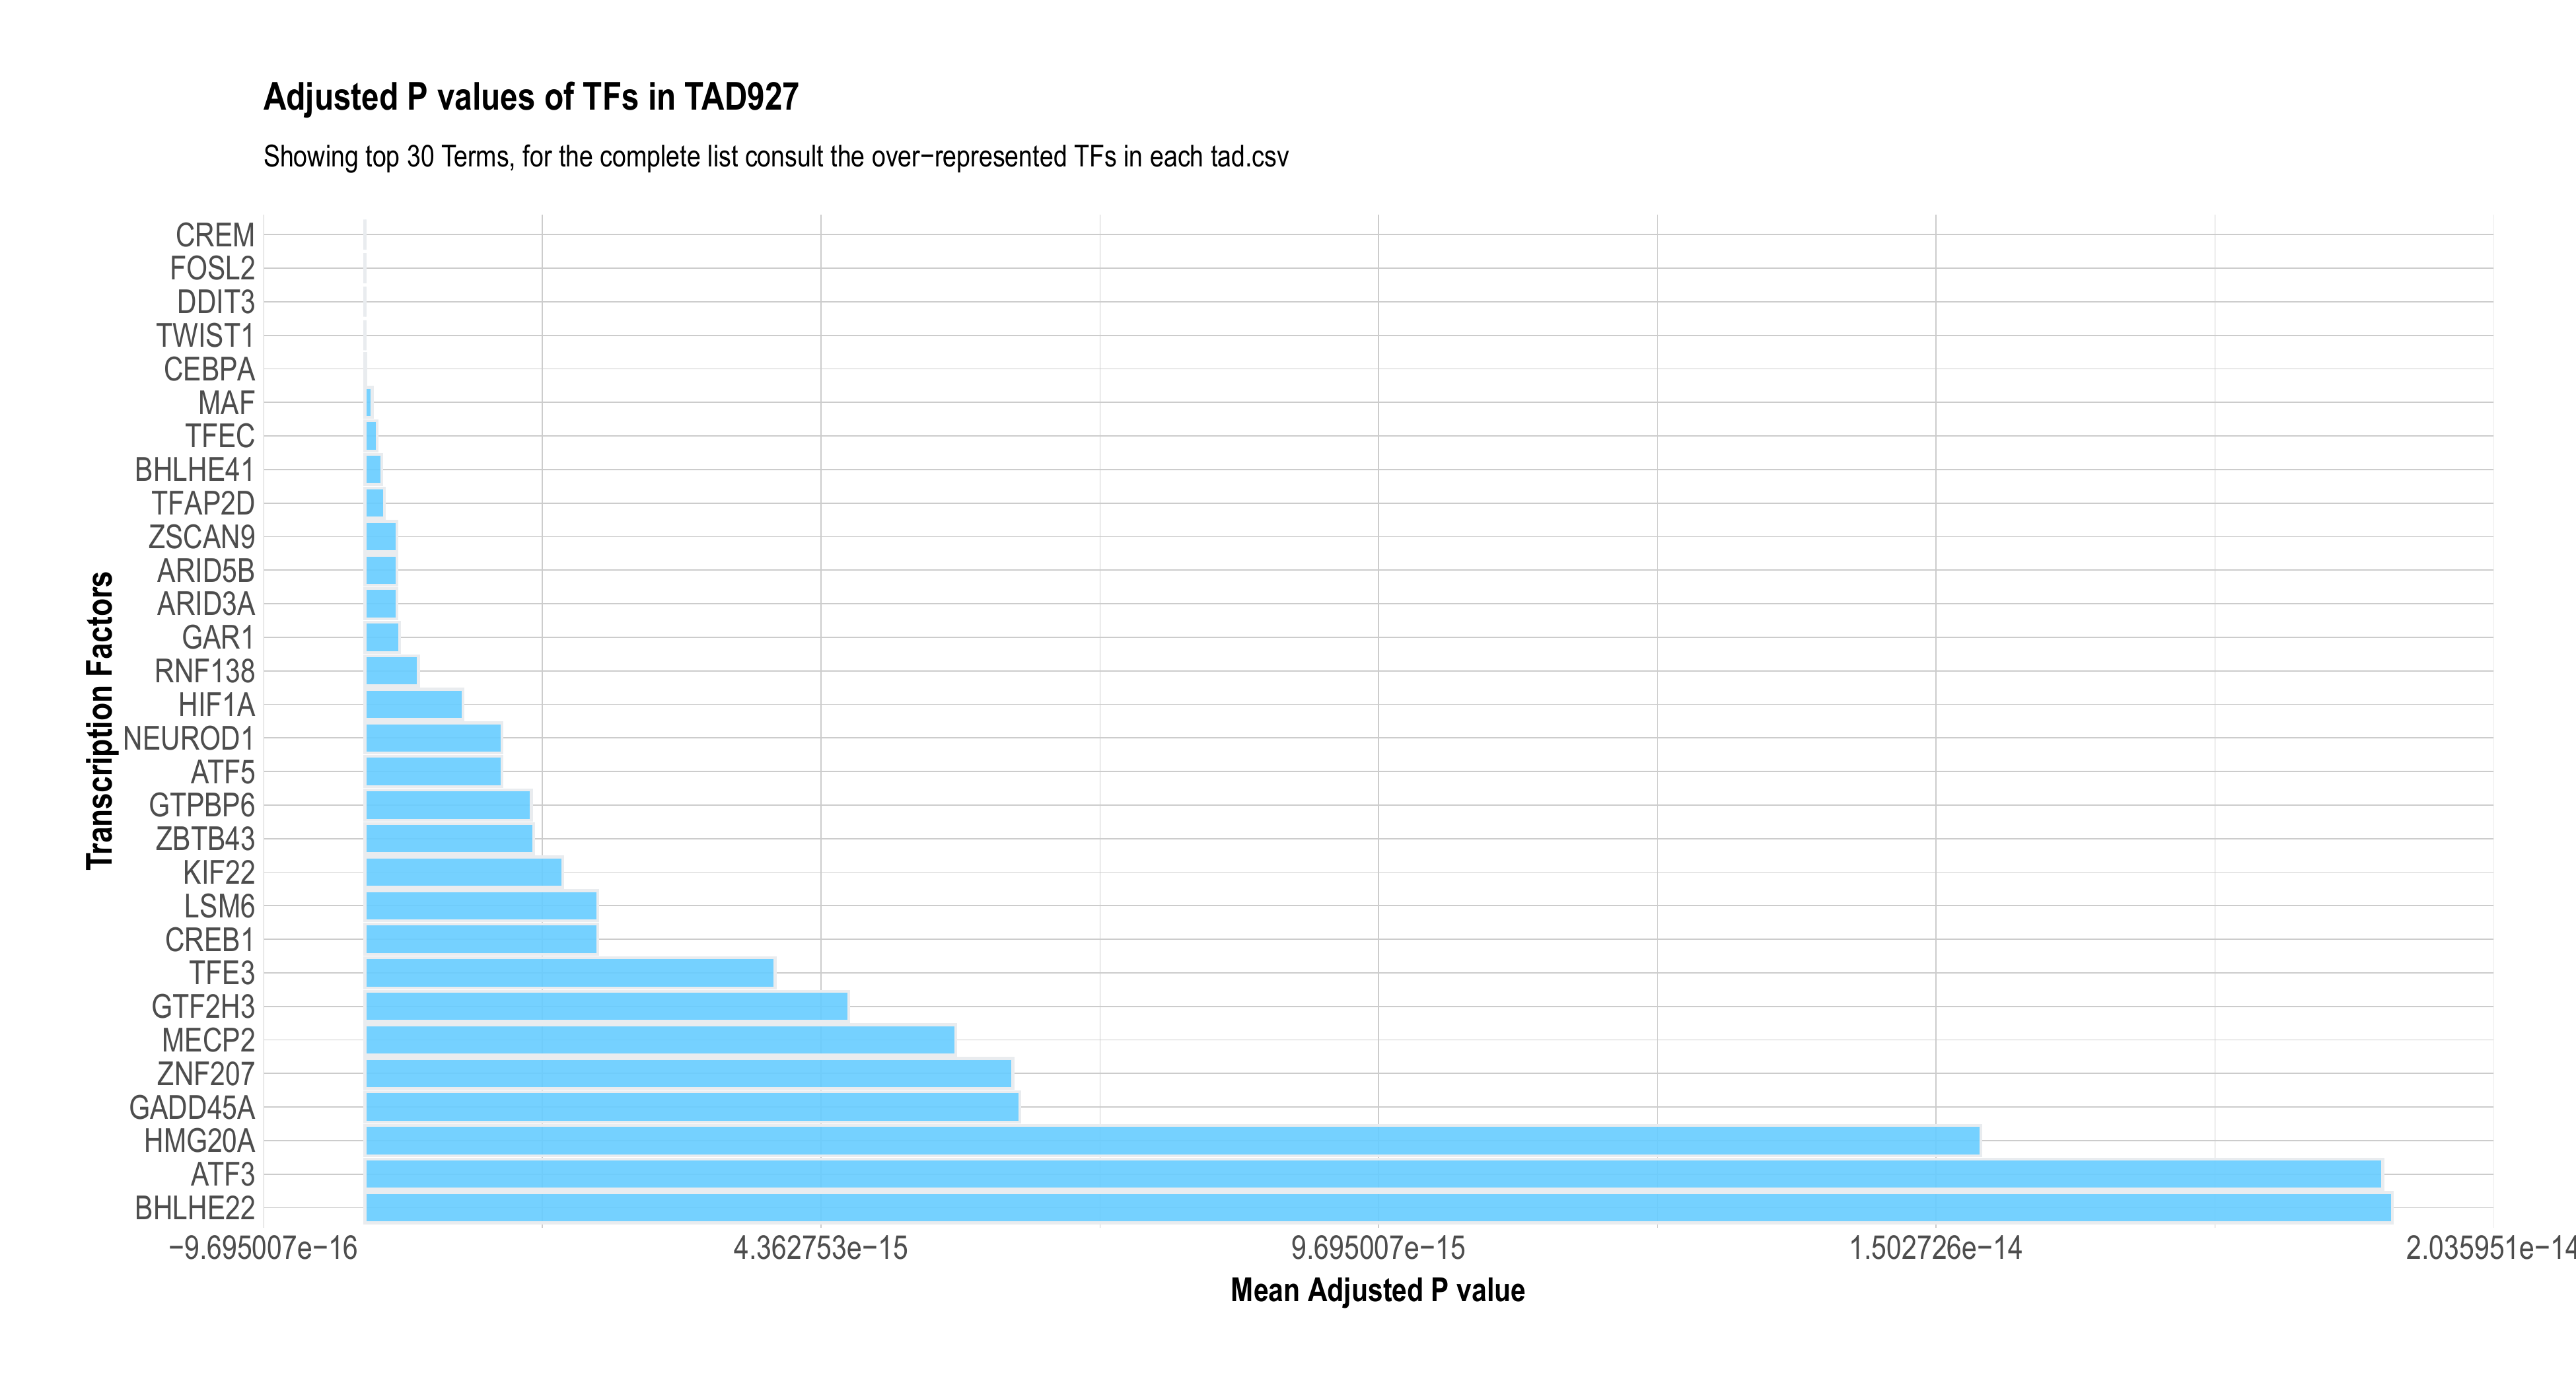 Adjusted P values of TFs in TAD927
Showing top 30 Terms, for the complete list consult the over−represented TFs in each tad.csv
Transcription Factors
CREM
FOSL2
DDIT3
TWIST1
CEBPA
MAF
TFEC
BHLHE41
TFAP2D
ZSCAN9
ARID5B
ARID3A
GAR1
RNF138
HIF1A
NEUROD1
ATF5
GTPBP6
ZBTB43
KIF22
LSM6
CREB1
TFE3
GTF2H3
MECP2
ZNF207
GADD45A
HMG20A
ATF3
BHLHE22
−9.695007e−16 4.362753e−15 9.695007e−15 1.502726e−14 2.035951e−14
Mean Adjusted P value